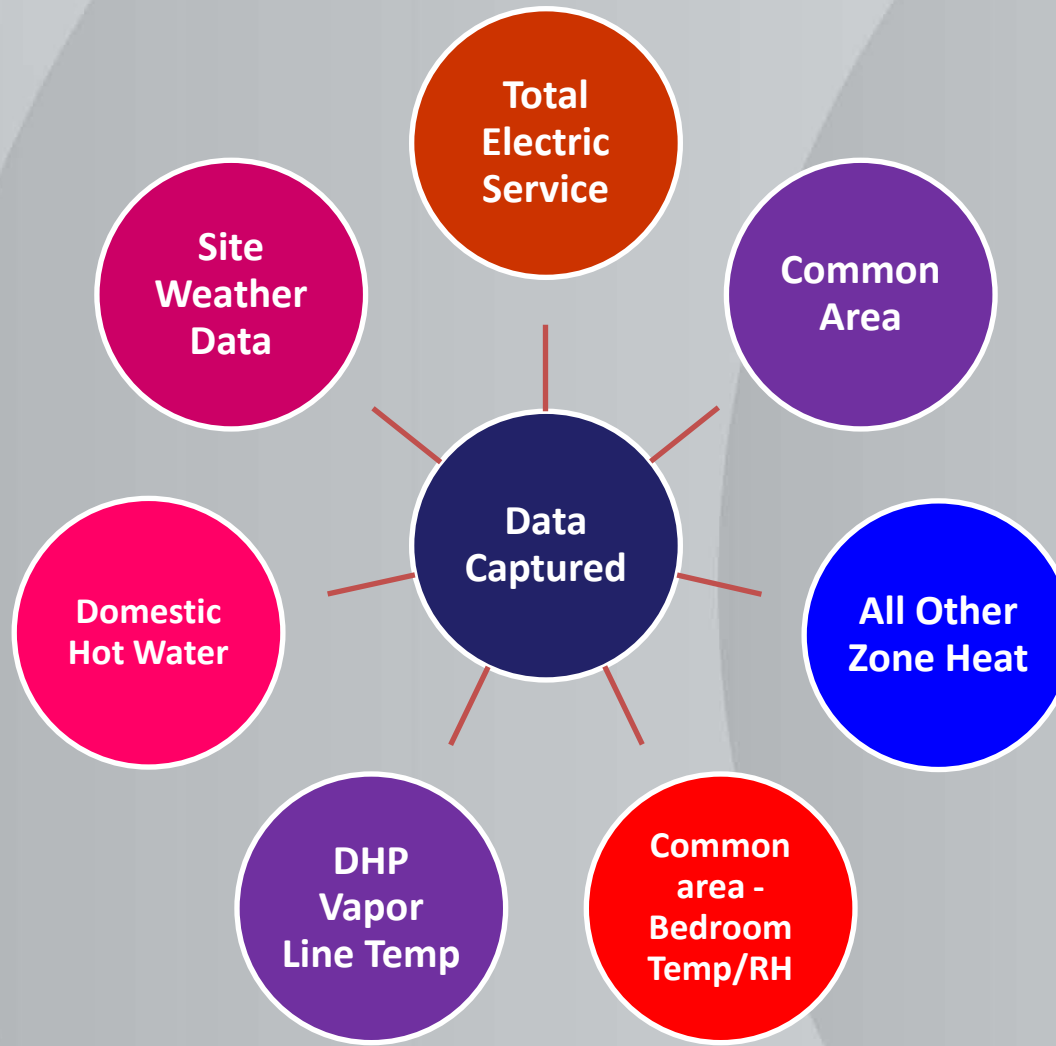 Total
Electric
Service
Site
Weather
Data
Common
Area
Data
Captured
Domestic
Hot Water
All Other
Zone Heat
DHP
Vapor
Line Temp
Common
area -
Bedroom
Temp/RH